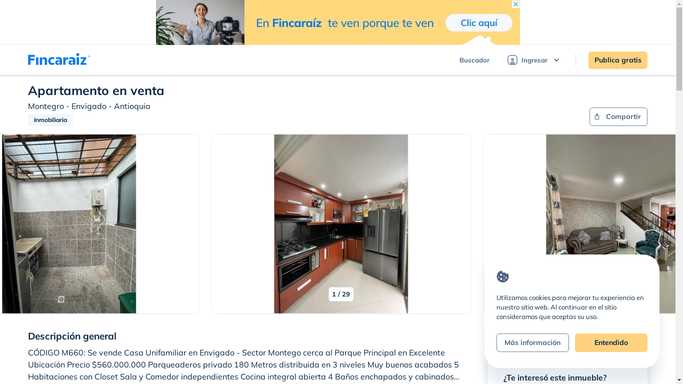 En Fincaraíz te ven porque te ven
Clic aquí
Fincaraiz
Buscador
Ingresar
Publica gratis
Apartamento en venta
Montegro - Envigado - Antioquia
Inmobiliaria
Compartir
1 / 29
Utilizamos cookies para mejorar tu experiencia en
nuestro sitio web. Al continuar en el sitio
consideramos que aceptas su uso.
Más información
Entendido
Descripción general
CÓDIGO M660: Se vende Casa Unifamiliar en Envigado - Sector Montego cerca al Parque Principal en Excelente
Ubicación Precio $560.000.000 Parqueaderos privado 180 Metros distribuida en 3 niveles Muy buenos acabados 5
Habitaciones con Closet Sala y Comedor independientes Cocina integral abierta 4 Baños enchapados y cabinados...
¿Te interesó este inmueble?